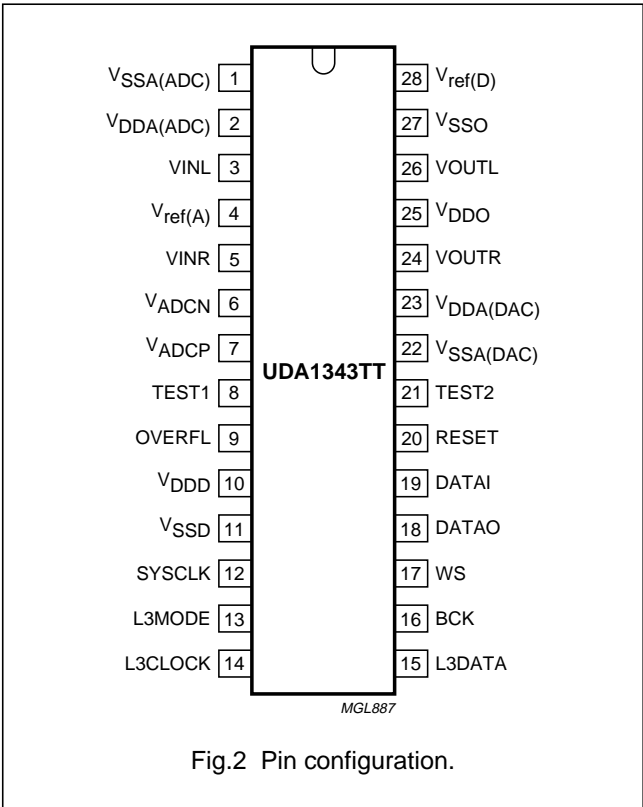 VSSA(ADC) 1
28 Vref(D)
VDDA(ADC) 2
27 VSSO
VINL 3
26 VOUTL
Vref(A) 4
25 VDDO
VINR 5
24 VOUTR
VADCN 6
23 VDDA(DAC)
VADCP 7
22 VSSA(DAC)
UDA1343TT
TEST1 8
21 TEST2
OVERFL 9
20 RESET
VDDD 10
19 DATAI
VSSD 11
18 DATAO
SYSCLK 12
17 WS
L3MODE 13
16 BCK
L3CLOCK 14
15 L3DATA
MGL887
Fig.2 Pin configuration.